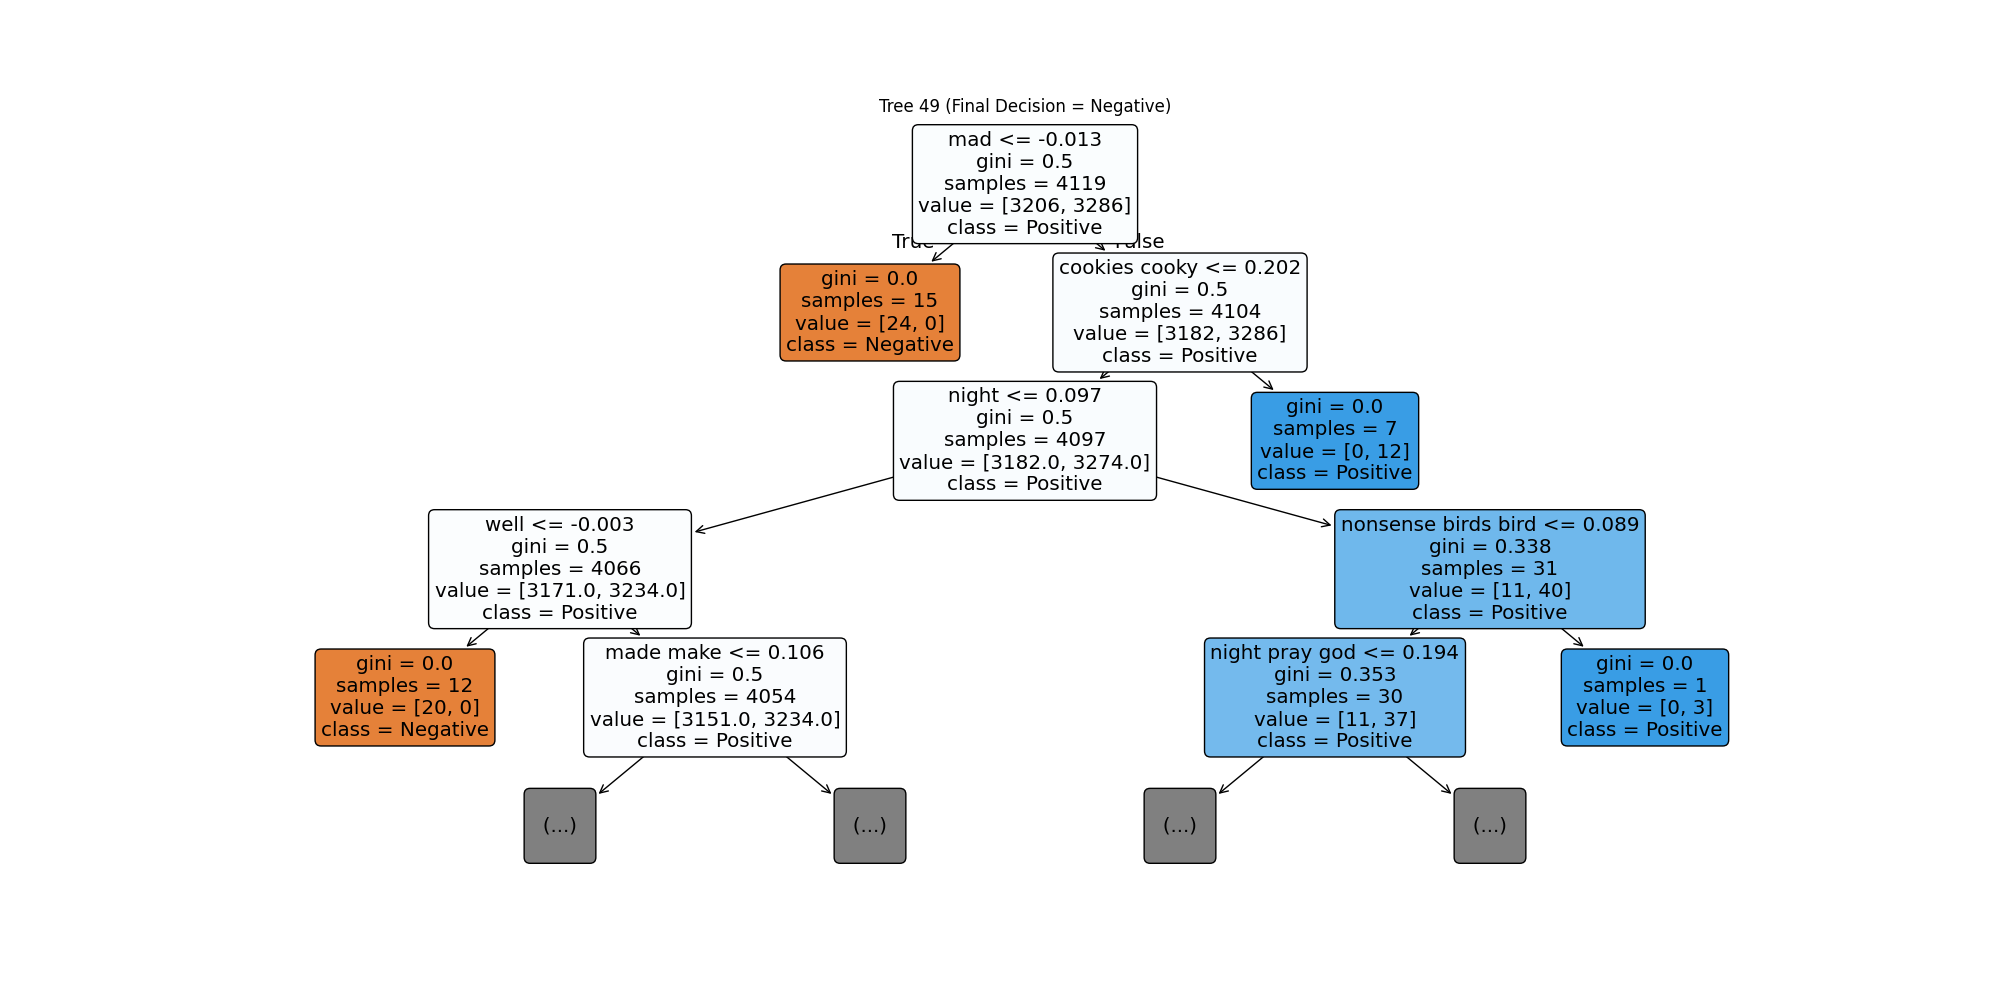 Tree 49 (Final Decision = Negative)
mad <= -0.013
gini = 0.5
samples = 4119
value = [3206, 3286]
class = Positive
True
False
gini = 0.0
samples = 15
value = [24, 0]
class = Negative
cookies cooky <= 0.202
gini = 0.5
samples = 4104
value = [3182, 3286]
class = Positive
night <= 0.097
gini = 0.5
samples = 4097
value = [3182.0, 3274.0]
class = Positive
gini = 0.0
samples = 7
value = [0, 12]
class = Positive
well <= -0.003
gini = 0.5
samples = 4066
value = [3171.0, 3234.0]
class = Positive
nonsense birds bird <= 0.089
gini = 0.338
samples = 31
value = [11, 40]
class = Positive
gini = 0.0
samples = 12
value = [20, 0]
class = Negative
made make <= 0.106
gini = 0.5
samples = 4054
value = [3151.0, 3234.0]
class = Positive
night pray god <= 0.194
gini = 0.353
samples = 30
value = [11, 37]
class = Positive
gini = 0.0
samples = 1
value = [0, 3]
class = Positive
(...)
(...)
(...)
(...)